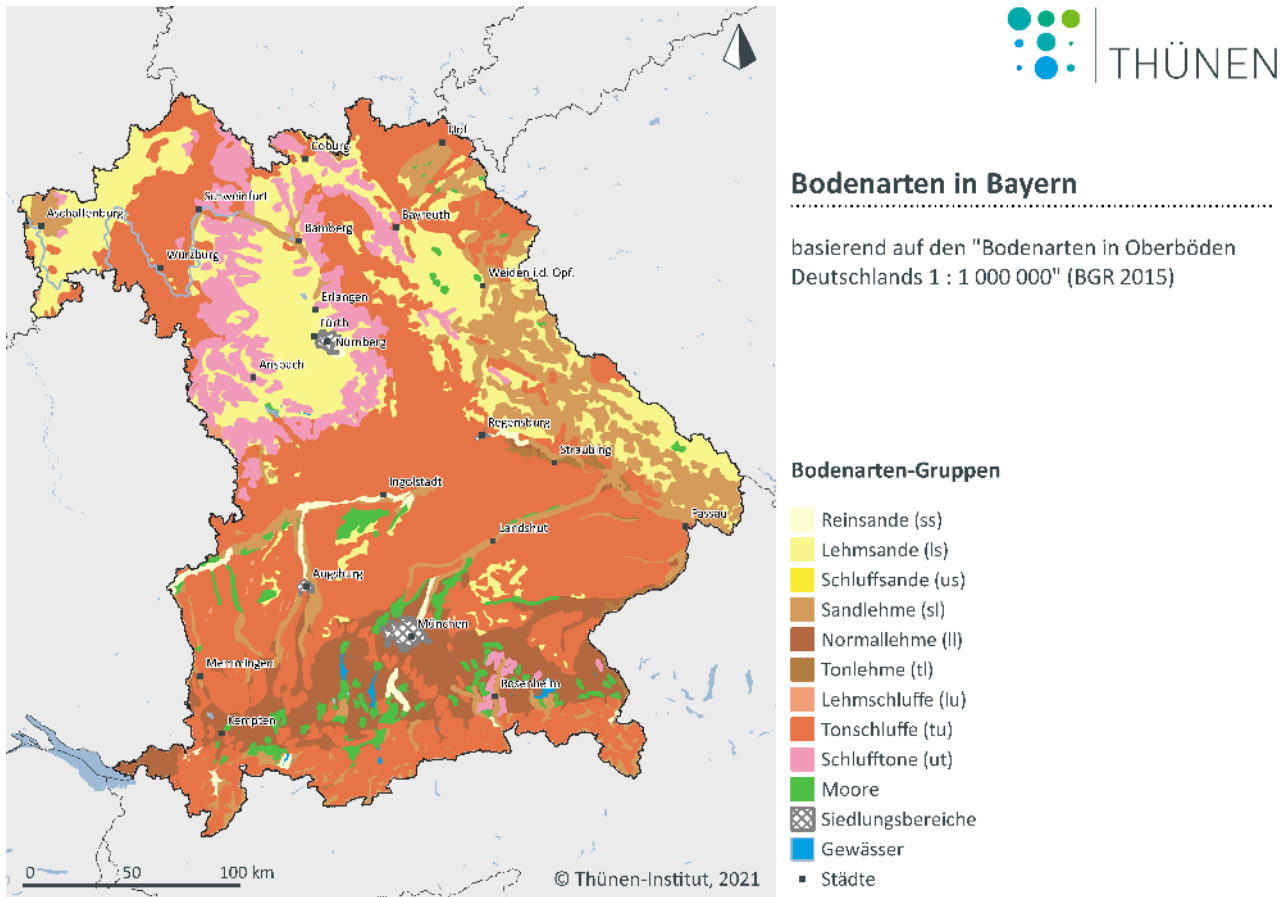 THÜNEN
Bodenarten in Bayern
basierend auf den "Bodenarten in Oberböden
Deutschlands 1 : 1 000 000" (BGR 2015)
Hof
Coburg
Schweinfurt
Aschaffenburg
Bayreuth
Bamberg
Würzburg
Weiden i.d. Opf.
Erlangen
Fürth
Nürnberg
Ansbach
Regensburg
Straubing
Ingolstadt
Passau
Landshut
Augsburg
München
Memmingen
Rosenheim
Kempten
0 50 100 km
© Thünen-Institut, 2021
Bodenarten-Gruppen
Reinsande (ss)
Lehmsande (ls)
Schluffsande (us)
Sandlehme (sl)
Normallehme (ll)
Tonlehme (tl)
Lehmschluffe (lu)
Tonschluffe (tu)
Schlufftone (ut)
Moore
Siedlungsbereiche
Gewässer
Städte